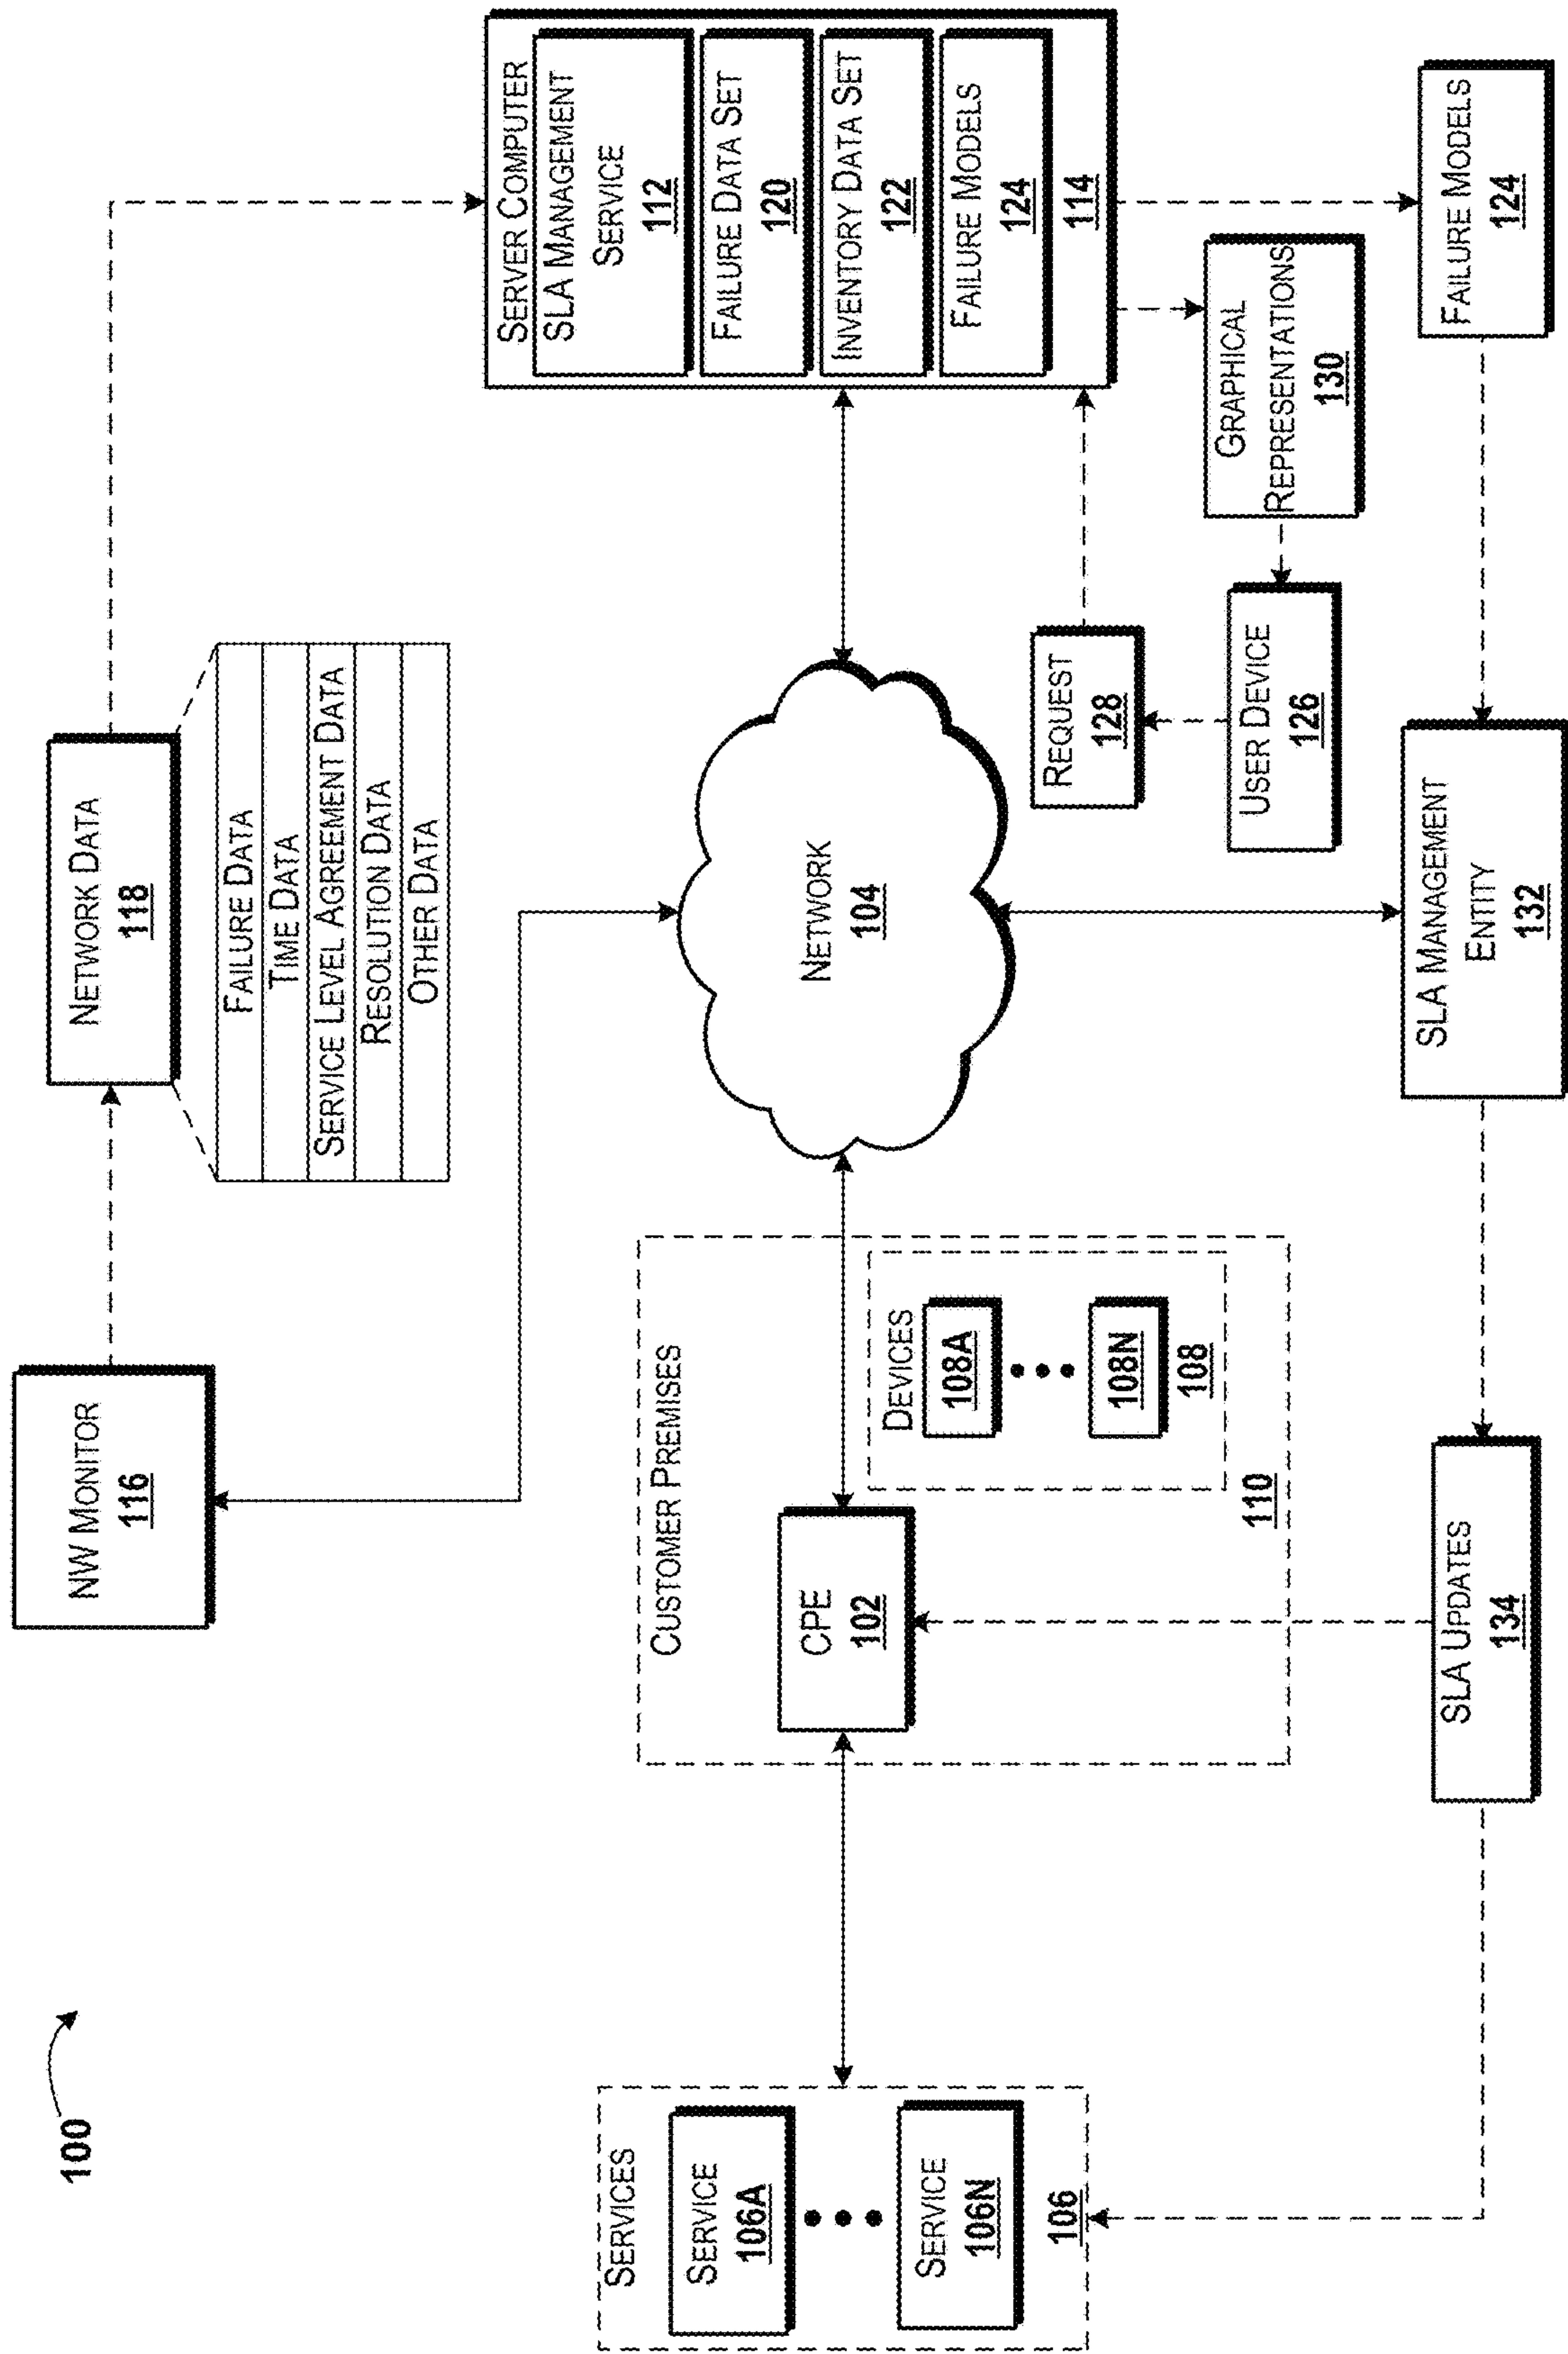 100
NW MONITOR
116
NETWORK DATA
118
FAILURE DATA
TIME DATA
SERVICE LEVEL AGREEMENT DATA
RESOLUTION DATA
OTHER DATA
SERVER COMPUTER
SLA MANAGEMENT
SERVICE
112
FAILURE DATA SET
120
INVENTORY DATA SET
122
FAILURE MODELS
124
114
SERVICES
SERVICE
106A
SERVICE
106N
106
CUSTOMER PREMISES
CPE
102
DEVICES
108A
108N
108
110
NETWORK
104
REQUEST
128
USER DEVICE
126
GRAPHICAL
REPRESENTATIONS
130
SLA UPDATES
134
SLA MANAGEMENT
ENTITY
132
FAILURE MODELS
124